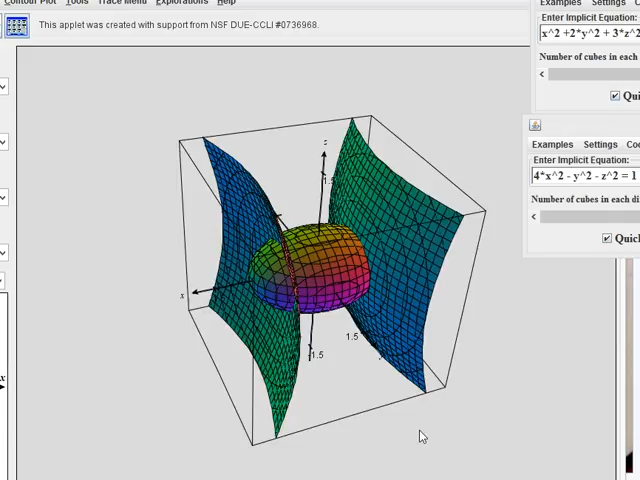 Contour Plot Tools Trace Menu Explorations Help
This applet was created with support from NSF DUE-CCLI #0736968.
Examples Settings
Enter Implicit Equation:
x^2 +2*y^2 + 3*z^2
Number of cubes in each
<
Qui
Examples Settings Co
Enter Implicit Equation:
4*x^2 - y^2 - z^2 = 1
Number of cubes in each di
<
Quick
z
1.5
x
1.5
-1.5
x